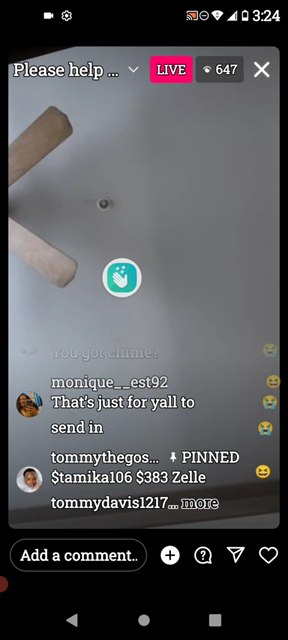 3:24
Please help ...
LIVE
647
You got chime?
monique__est92
That's just for yall to
send in
tommythegos... PINNED
$tamika106 $383 Zelle
tommydavis1217... more
Add a comment..